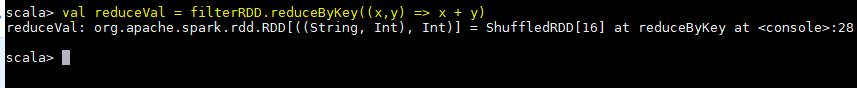 scala> val reduceVal = filterRDD.reduceByKey((x,y) => x + y)
reduceVal: org.apache.spark.rdd.RDD[((String, Int), Int)] = ShuffledRDD[16] at reduceByKey at <console>:28
scala>